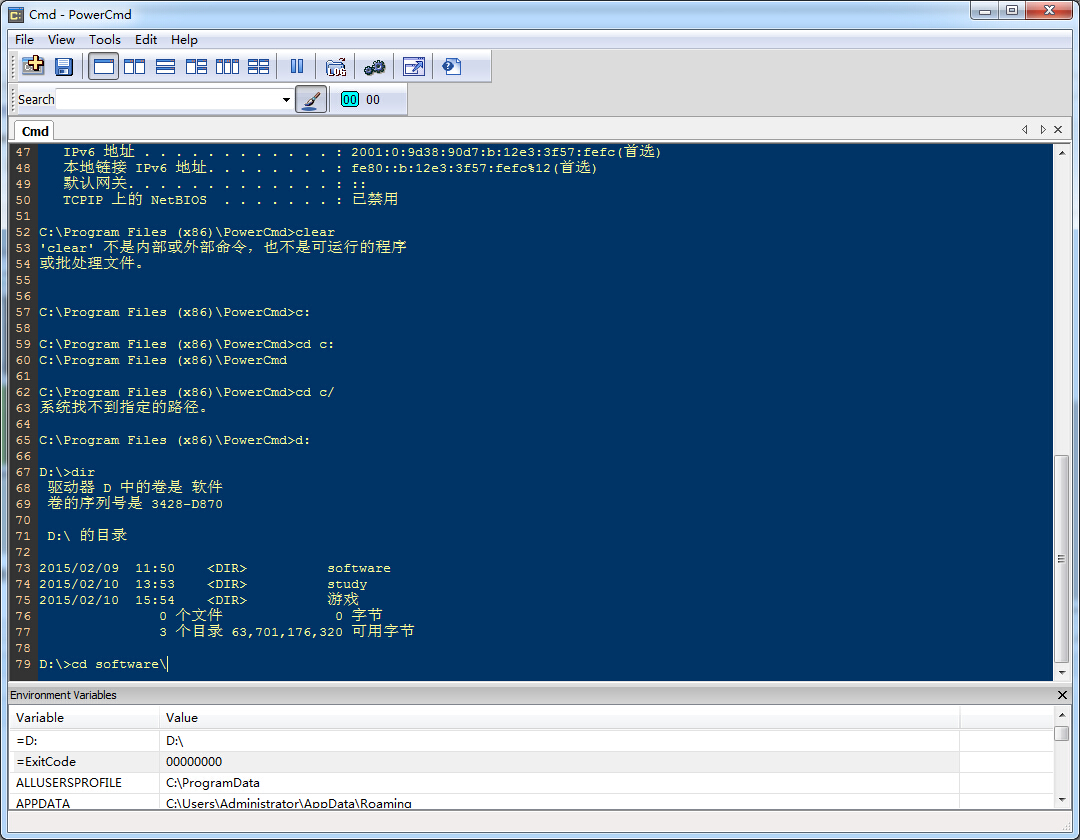 Cmd - PowerCmd
File View Tools Edit Help
LOG
Search 00 00
Cmd
47 IPv6 地址 . . . . . . . . . . . . : 2001:0:9d38:90d7:b:12e3:3f57:fefc(首选)
48 本地链接 IPv6 地址. . . . . . . . : fe80::b:12e3:3f57:fefc%12(首选)
49 默认网关. . . . . . . . . . . . . : ::
50 TCPIP 上的 NetBIOS . . . . . . . : 已禁用
51
52 C:\Program Files (x86)\PowerCmd>clear
53 'clear' 不是内部或外部命令，也不是可运行的程序
54 或批处理文件。
55
56
57 C:\Program Files (x86)\PowerCmd>c:
58
59 C:\Program Files (x86)\PowerCmd>cd c:
60 C:\Program Files (x86)\PowerCmd
61
62 C:\Program Files (x86)\PowerCmd>cd c/
63 系统找不到指定的路径。
64
65 C:\Program Files (x86)\PowerCmd>d:
66
67 D:\>dir
68 驱动器 D 中的卷是 软件
69 卷的序列号是 3428-D870
70
71 D:\ 的目录
72
73 2015/02/09 11:50 <DIR> software
74 2015/02/10 13:53 <DIR> study
75 2015/02/10 15:54 <DIR> 游戏
76 0 个文件 0 字节
77 3 个目录 63,701,176,320 可用字节
78
79 D:\>cd software\
Environment Variables
Variable Value
=D: D:\
=ExitCode 00000000
ALLUSERSPROFILE C:\ProgramData
APPDATA C:\Users\Administrator\AppData\Roaming